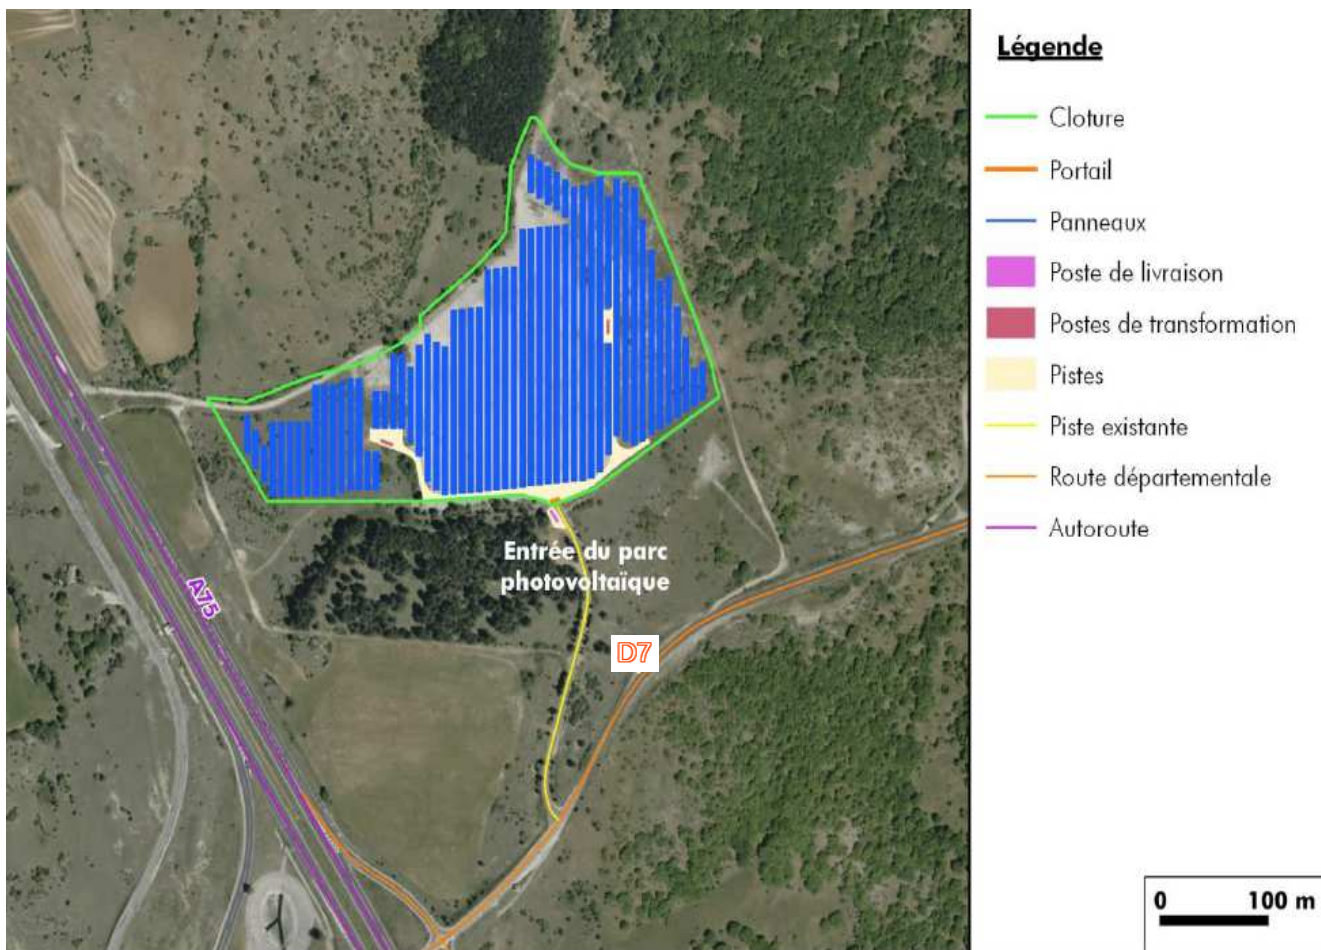 Légende
Cloture
Portail
Panneaux
Poste de livraison
Postes de transformation
Pistes
Piste existante
Route départementale
Autoroute
Entrée du parc
photovoltaïque
D7
A75
0 100 m